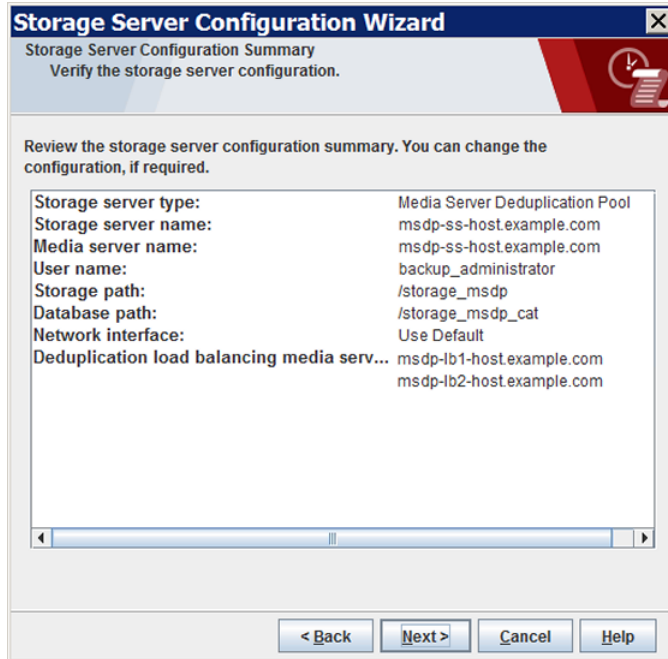 Storage Server Configuration Wizard
Storage Server Configuration Summary
Verify the storage server configuration.
Review the storage server configuration summary. You can change the
configuration, if required.
Storage server type: Media Server Deduplication Pool
Storage server name: msdp-ss-host.example.com
Media server name: msdp-ss-host.example.com
User name: backup_administrator
Storage path: /storage_msdp
Database path: /storage_msdp_cat
Network interface: Use Default
Deduplication load balancing media serv... msdp-lb1-host.example.com
msdp-lb2-host.example.com
< Back Next > Cancel Help